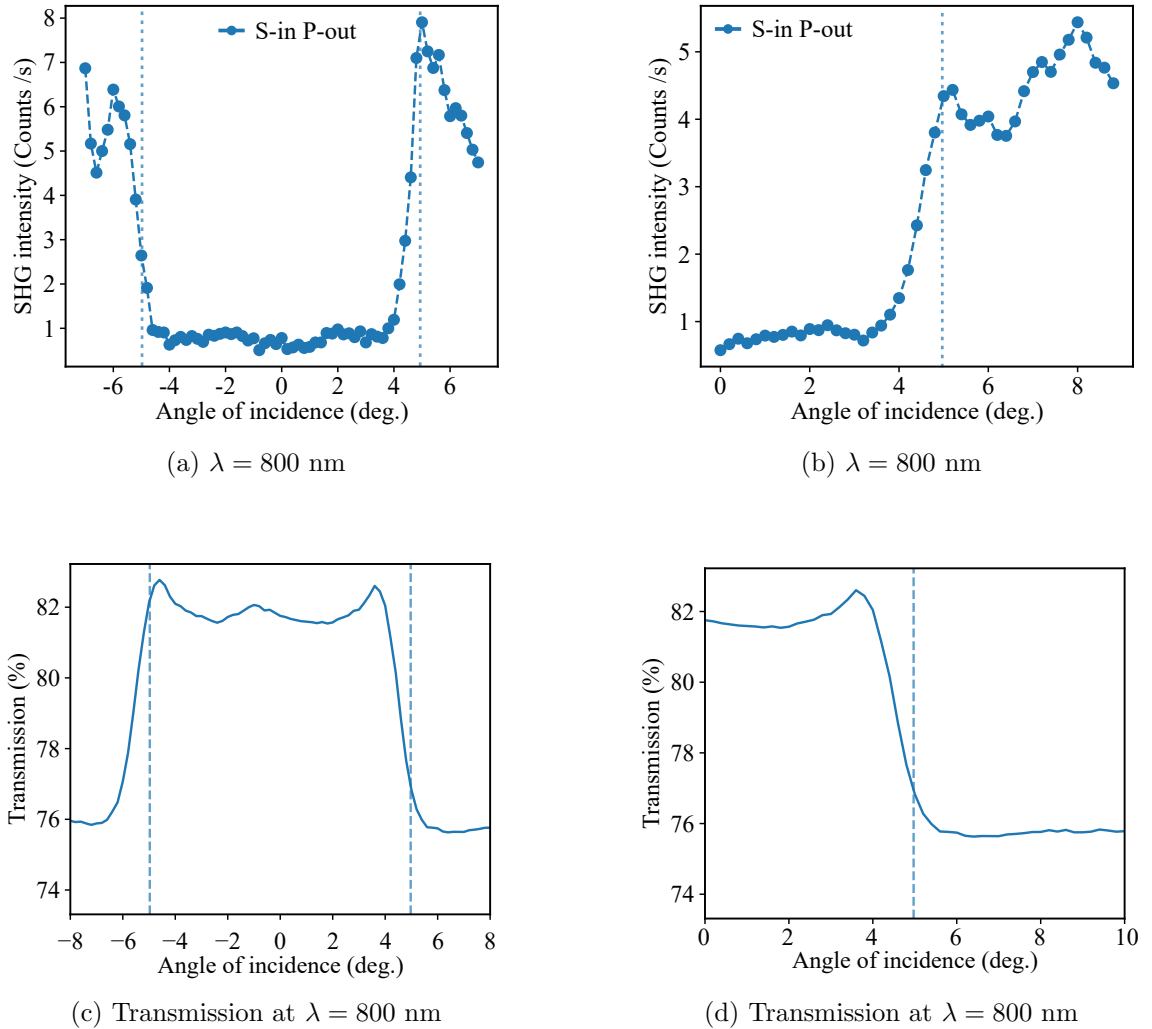 8
7
6
5
4
3
2
1
SHG intensity (Counts /s)
S-in P-out
-6 -4 -2 0 2 4 6
Angle of incidence (deg.)
(a) λ = 800 nm
5
4
3
2
1
SHG intensity (Counts /s)
S-in P-out
0 2 4 6 8
Angle of incidence (deg.)
(b) λ = 800 nm
82
80
78
76
74
Transmission (%)
−8 −6 −4 −2 0 2 4 6 8
Angle of incidence (deg.)
(c) Transmission at λ = 800 nm
82
80
78
76
74
Transmission (%)
0 2 4 6 8 10
Angle of incidence (deg.)
(d) Transmission at λ = 800 nm